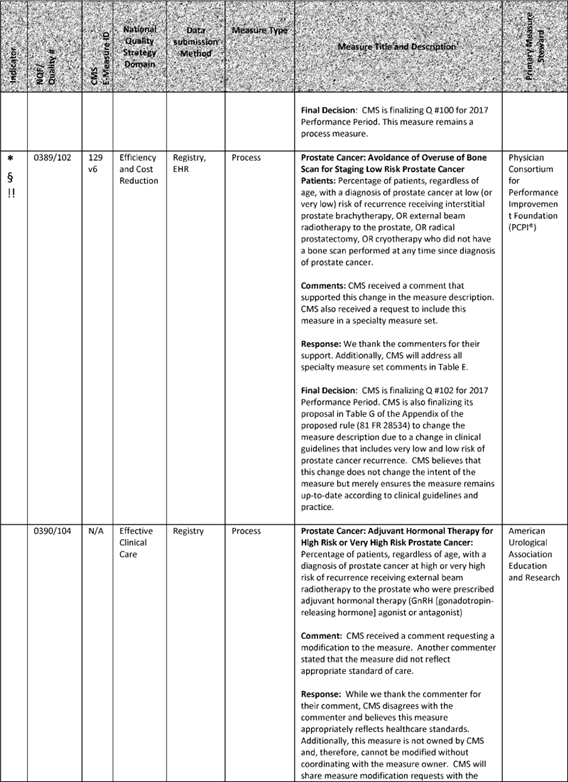 Indicator
NQF/
Quality #
CMS
E-Measure ID
National
Quality
Strategy
Domain
Data
submission
Method
Measure Type
Measure Title and Description
Primary Measure
Steward
Final Decision: CMS is finalizing Q #100 for 2017
Performance Period. This measure remains a
process measure.
*
§
!!
0389/102
129
v6
Efficiency
and Cost
Reduction
Registry,
EHR
Process
Prostate Cancer: Avoidance of Overuse of Bone
Scan for Staging Low Risk Prostate Cancer
Patients: Percentage of patients, regardless of
age, with a diagnosis of prostate cancer at low (or
very low) risk of recurrence receiving interstitial
prostate brachytherapy, OR external beam
radiotherapy to the prostate, OR radical
prostatectomy, OR cryotherapy who did not have
a bone scan performed at any time since diagnosis
of prostate cancer.
Comments: CMS received a comment that
supported this change in the measure description.
CMS also received a request to include this
measure in a specialty measure set.
Response: We thank the commenters for their
support. Additionally, CMS will address all
specialty measure set comments in Table E.
Final Decision: CMS is finalizing Q #102 for 2017
Performance Period. CMS is also finalizing its
proposal in Table G of the Appendix of the
proposed rule (81 FR 28534) to change the
measure description due to a change in clinical
guidelines that includes very low and low risk of
prostate cancer recurrence. CMS believes that
this change does not change the intent of the
measure but merely ensures the measure remains
up-to-date according to clinical guidelines and
practice.
Physician
Consortium
for
Performance
Improvemen
t Foundation
(PCPI®)
0390/104
N/A
Effective
Clinical
Care
Registry
Process
Prostate Cancer: Adjuvant Hormonal Therapy for
High Risk or Very High Risk Prostate Cancer:
Percentage of patients, regardless of age, with a
diagnosis of prostate cancer at high or very high
risk of recurrence receiving external beam
radiotherapy to the prostate who were prescribed
adjuvant hormonal therapy (GnRH [gonadotropin-
releasing hormone] agonist or antagonist)
Comment: CMS received a comment requesting a
modification to the measure. Another commenter
stated that the measure did not reflect
appropriate standard of care.
Response: While we thank the commenter for
their comment, CMS disagrees with the
commenter and believes this measure
appropriately reflects healthcare standards.
Additionally, this measure is not owned by CMS
and, therefore, cannot be modified without
coordinating with the measure owner. CMS will
share measure modification requests with the
American
Urological
Association
Education
and Research